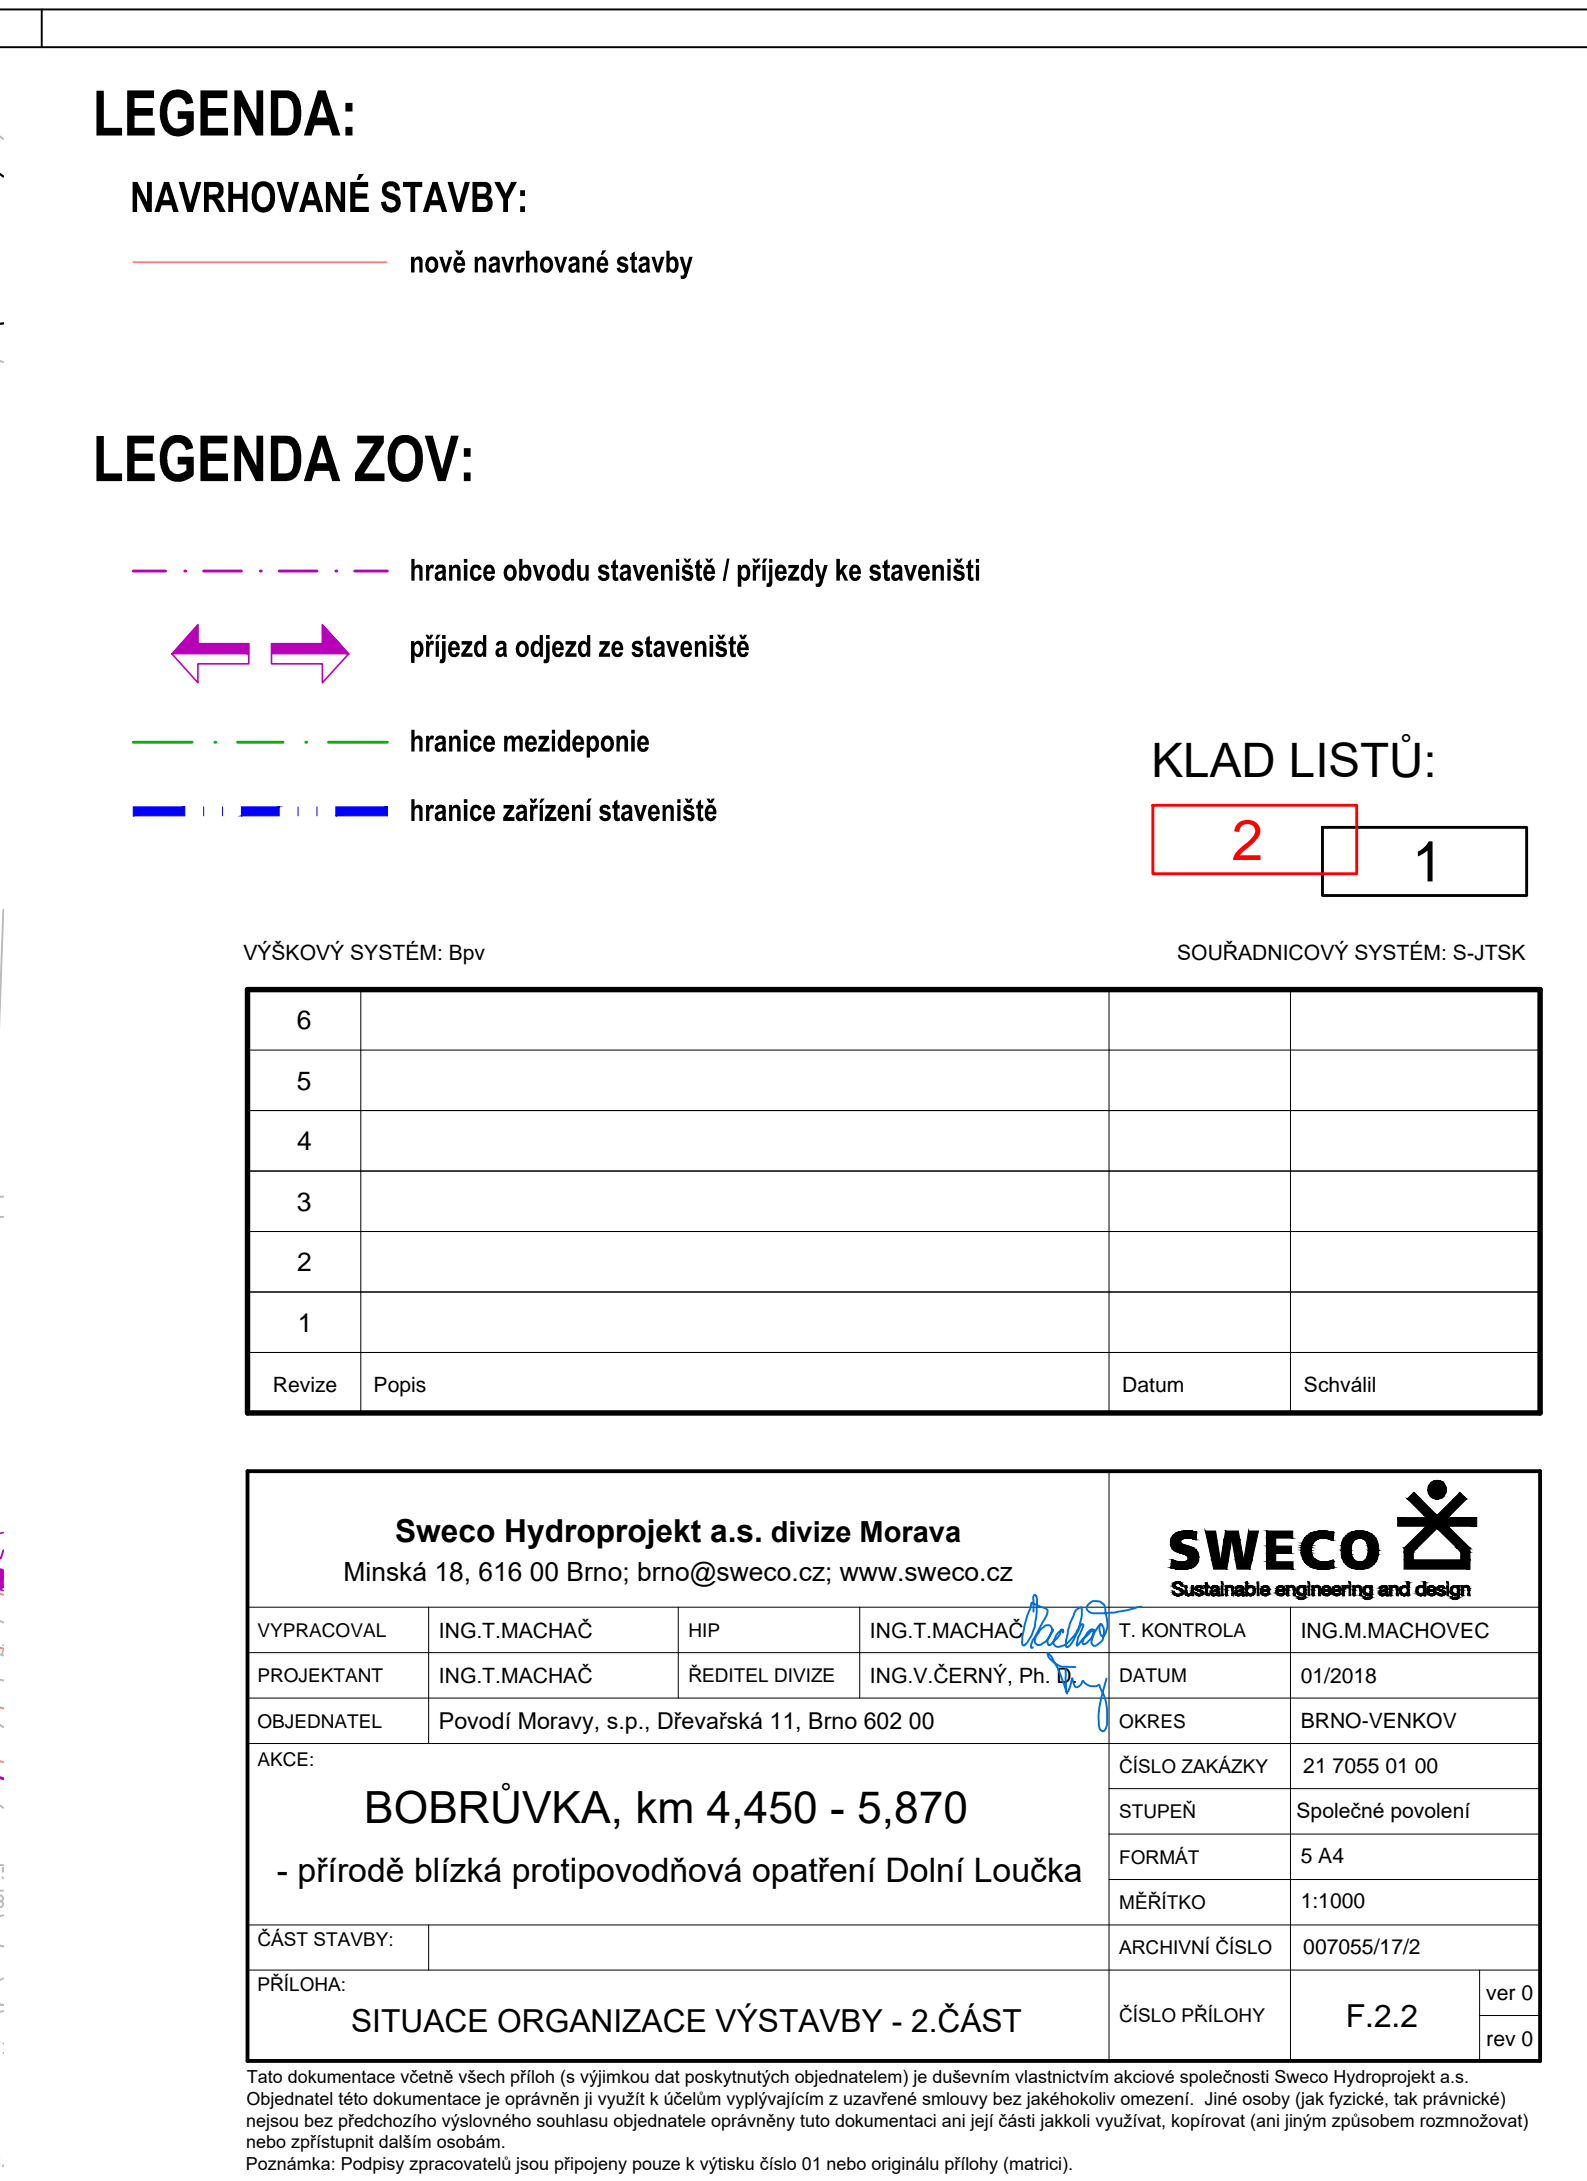 LEGENDA:
NAVRHOVANÉ STAVBY:
nově navrhované stavby
LEGENDA ZOV:
hranice obvodu staveniště / příjezdy ke staveništi
příjezd a odjezd ze staveniště
hranice mezideponie
hranice zařízení staveniště
KLAD LISTŮ:
2
1
VÝŠKOVÝ SYSTÉM: Bpv
SOUŘADNICOVÝ SYSTÉM: S-JTSK
6
5
4
3
2
1
Revize Popis Datum Schválil
Sweco Hydroprojekt a.s. divize Morava
Minská 18, 616 00 Brno; brno@sweco.cz; www.sweco.cz
SWECO
Sustainable engineering and design
VYPRACOVAL ING.T.MACHAČ HIP ING.T.MACHAČ Machač T. KONTROLA ING.M.MACHOVEC
PROJEKTANT ING.T.MACHAČ ŘEDITEL DIVIZE ING.V.ČERNÝ, Ph. D. DATUM 01/2018
OBJEDNATEL Povodí Moravy, s.p., Dřevařská 11, Brno 602 00 OKRES BRNO-VENKOV
AKCE:
BOBRŮVKA, km 4,450 - 5,870
- přírodě blízká protipovodňová opatření Dolní Loučka
ČÍSLO ZAKÁZKY 21 7055 01 00
STUPEŇ Společné povolení
FORMÁT 5 A4
MĚŘÍTKO 1:1000
ČÁST STAVBY:
ARCHIVNÍ ČÍSLO 007055/17/2
PŘÍLOHA:
SITUACE ORGANIZACE VÝSTAVBY - 2.ČÁST
ČÍSLO PŘÍLOHY F.2.2
ver 0
rev 0
Tato dokumentace včetně všech příloh (s výjimkou dat poskytnutých objednatelem) je duševním vlastnictvím akciové společnosti Sweco Hydroprojekt a.s.
Objednatel této dokumentace je oprávněn ji využít k účelům vyplývajícím z uzavřené smlouvy bez jakéhokoliv omezení. Jiné osoby (jak fyzické, tak právnické)
nejsou bez předchozího výslovného souhlasu objednatele oprávněny tuto dokumentaci ani její části jakkoli využívat, kopírovat (ani jiným způsobem rozmnožovat)
nebo zpřístupnit dalším osobám.
Poznámka: Podpisy zpracovatelů jsou připojeny pouze k výtisku číslo 01 nebo originálu přílohy (matrici).